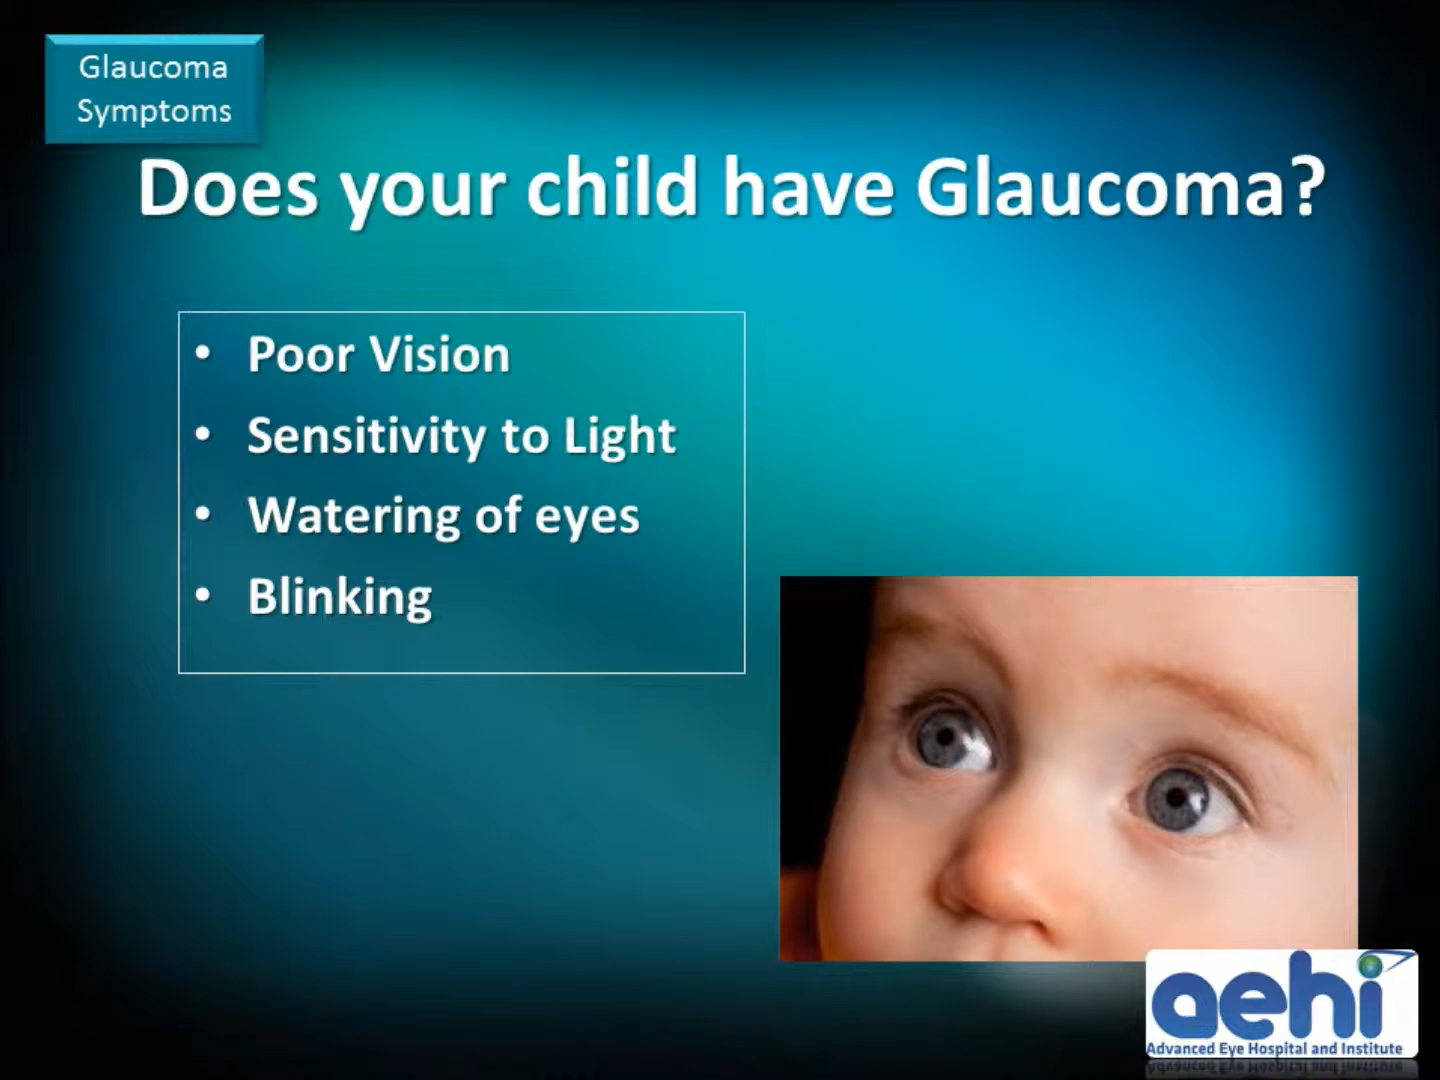 Glaucoma
Symptoms
Does your child have Glaucoma?
• Poor Vision
• Sensitivity to Light
• Watering of eyes
• Blinking
aehi
Advanced Eye Hospital and Institute